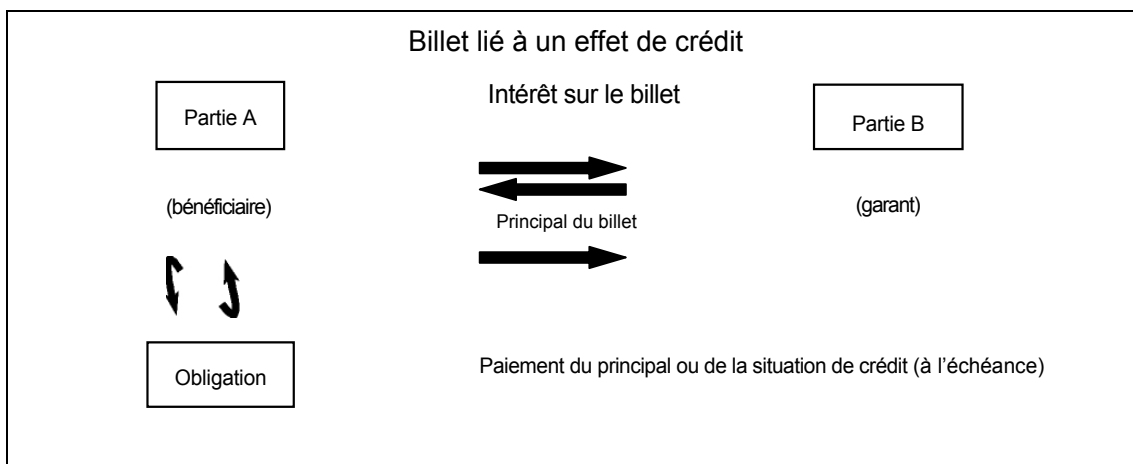 Billet lié à un effet de crédit
Intérêt sur le billet
Partie A
Partie B
(bénéficiaire)
(garant)
Principal du billet
Obligation
Paiement du principal ou de la situation de crédit (à l'échéance)